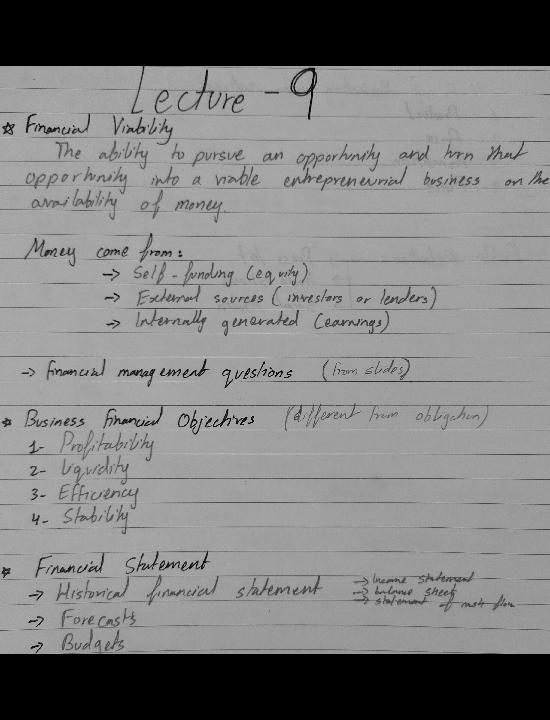 Lecture - 9
* Financial Viability
The ability to pursue an opportunity and turn that
opportunity into a viable entrepreneurial business on the
availability of money.
Money come from:
→ Self-funding (equity)
→ External sources (investors or lenders)
→ Internally generated (earnings)
→ financial management questions (from slides)
* Business financial Objectives (different from obligation)
1- Profitability
2- Liquidity
3- Efficiency
4- Stability
* Financial Statement
→ Historical financial statement
→ income statement
→ balance sheet
→ statement of cash flow
→ Forecasts
→ Budgets